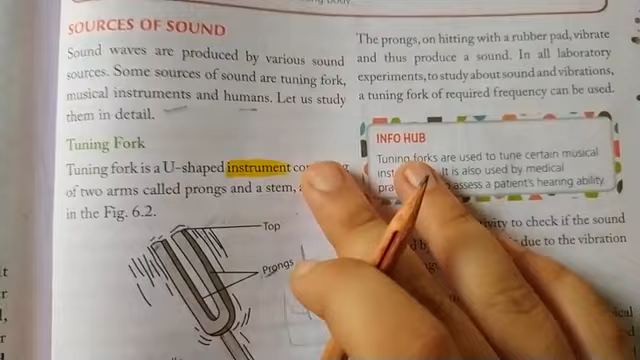 SOURCES OF SOUND
Sound waves are produced by various sound
sources. Some sources of sound are tuning fork,
musical instruments and humans. Let us study
them in detail.
Tuning Fork
Tuning fork is a U-shaped instrument
of two arms called prongs and a stem,
in the Fig. 6.2.
Top
Prongs
The prongs, on hitting with a rubber pad, vibrate
and thus produce a sound. In all laboratory
experiments, to study about sound and vibrations,
a tuning fork of required frequency can be used.
INFO HUB
Tuning forks are used to tune certain musical
It is also used by medical
assess a patient's hearing ability
to check if the sound
due to the vibration